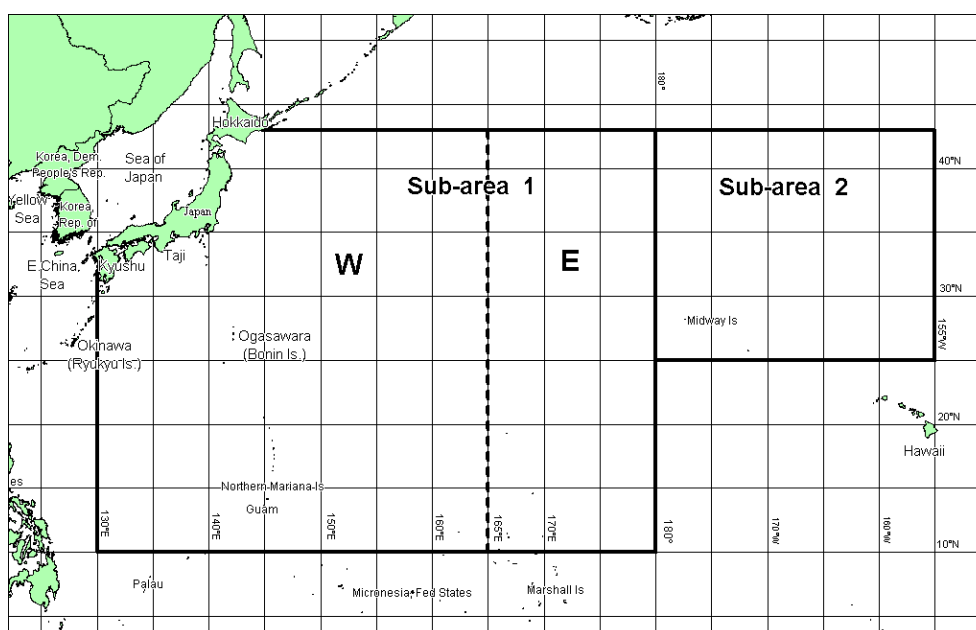 180°
Hokkaido
Korea, Dem.
People's Rep.
Sea of
Japan
40°N
Sub-area 1
Sub-area 2
Yellow
Sea
Korea,
Rep. of
Japan
Taji
E.China,
Sea
Kyushu
W
E
30°N
Midway Is
155°W
Ogasawara
(Bonin Is.)
Okinawa
(Ryukyu Is.)
20°N
Hawaii
es
Northern Mariana Is
Guam
130°E
140°E
150°E
160°E
165°E
170°E
180°
170°W
160°W
10°N
Palau
Micronesia, Fed States
Marshall Is